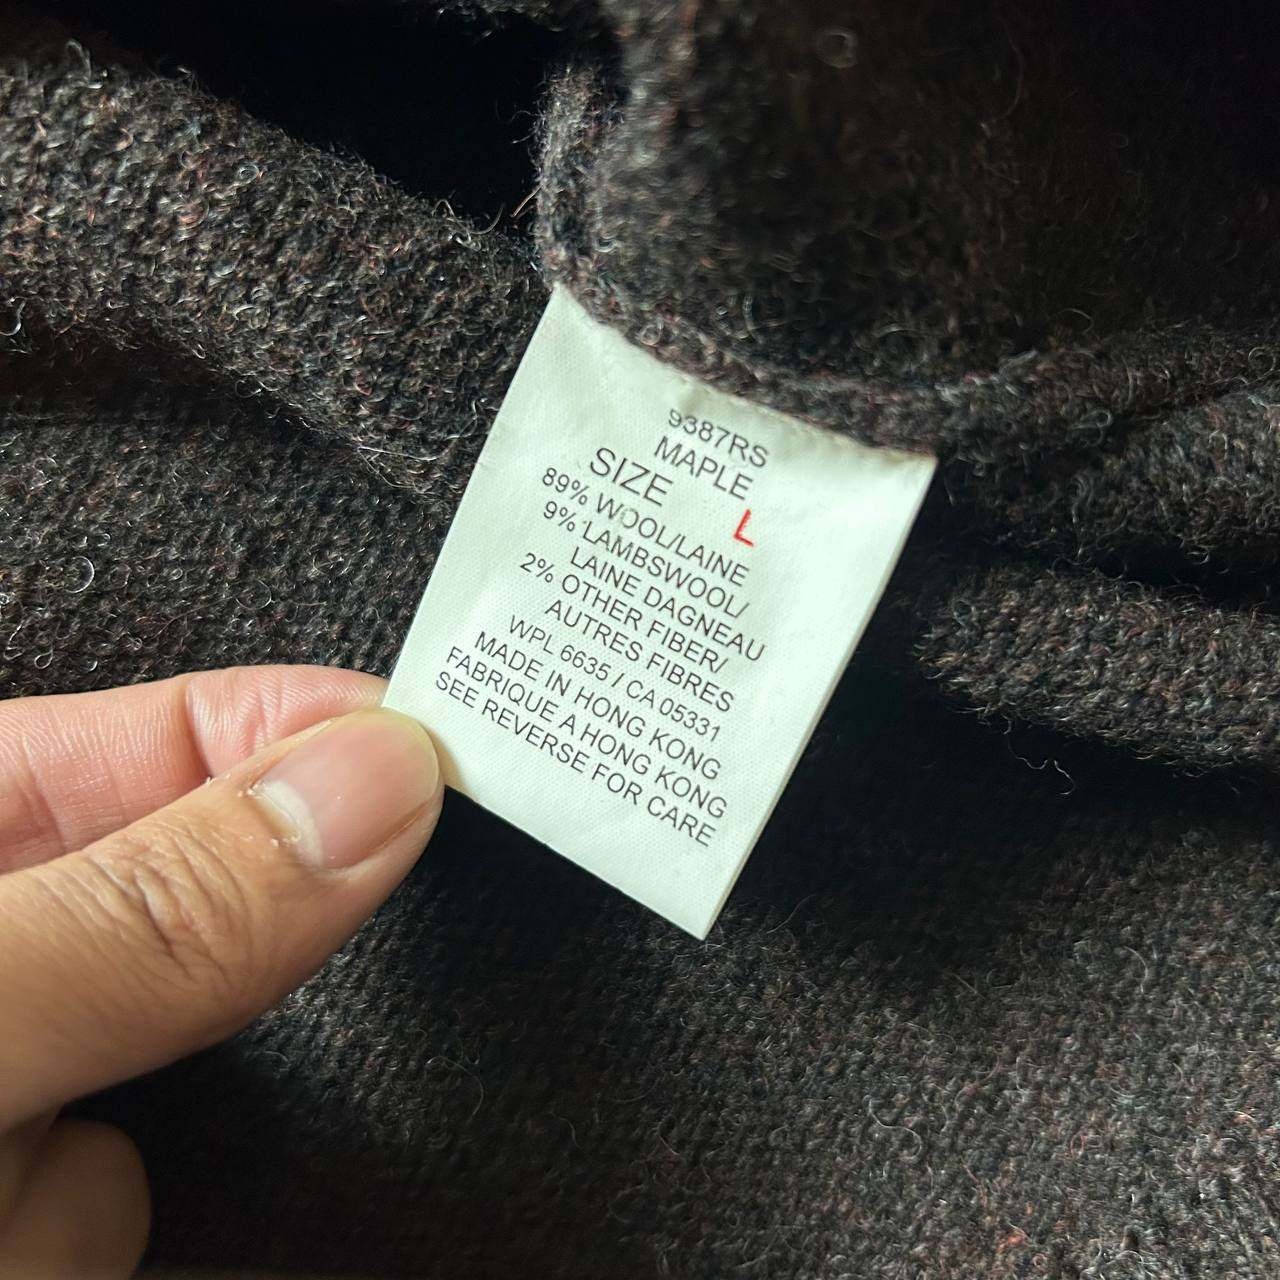 9387RS
MAPLE
SIZE L
89% WOOL/LAINE
9% LAMBSWOOL/
LAINE DAGNEAU
2% OTHER FIBER/
AUTRES FIBRES
WPL 6635 / CA 05331
MADE IN HONG KONG
FABRIQUE A HONG KONG
SEE REVERSE FOR CARE